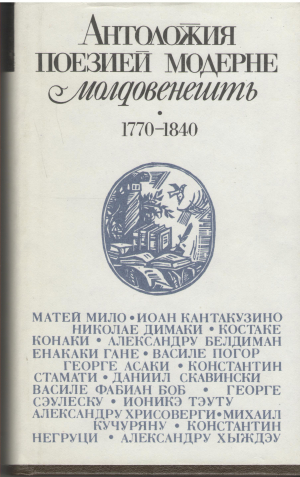 АНТОЛОӁИЯ
ПОЕЗИЕЙ МОДЕРНЕ
молдовенешть
·
1770–1840
МАТЕЙ МИЛО • ИОАН КАНТАКУЗИНО
НИКОЛАЕ ДИМАКИ • КОСТАКЕ
КОНАКИ • АЛЕКСАНДРУ БЕЛДИМАН
ЕНАКАКИ ГАНЕ • ВАСИЛЕ ПОГОР
ГЕОРГЕ АСАКИ • КОНСТАНТИН
СТАМАТИ • ДАНИИЛ СКАВИНСКИ
ВАСИЛЕ ФАБИАН БОБ • ГЕОРГЕ
СЭУЛЕСКУ • ИОНИКЭ ТЭУТУ
АЛЕКСАНДРУ ХРИСОВЕРГИ • МИХАИЛ
КУЧУРЯНУ • КОНСТАНТИН
НЕГРУЦИ • АЛЕКСАНДРУ ХЫЖДЭУ